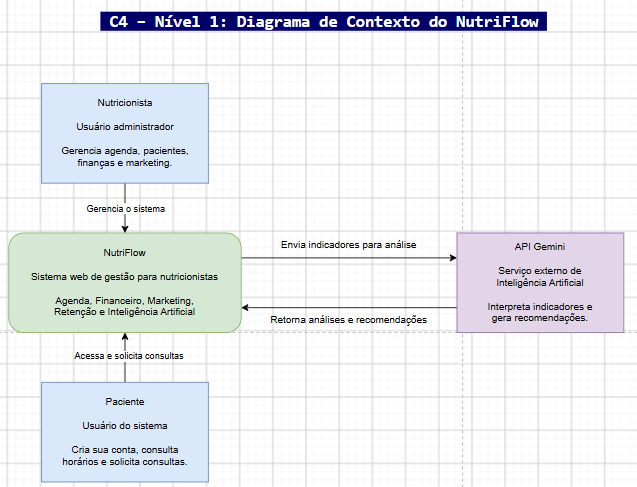 C4 – Nível 1: Diagrama de Contexto do NutriFlow
Nutricionista
Usuário administrador
Gerencia agenda, pacientes,
finanças e marketing.
Gerencia o sistema
NutriFlow
Sistema web de gestão para nutricionistas
Agenda, Financeiro, Marketing,
Retenção e Inteligência Artificial
Envia indicadores para análise
Retorna análises e recomendações
API Gemini
Serviço externo de
Inteligência Artificial
Interpreta indicadores e
gera recomendações.
Acessa e solicita consultas
Paciente
Usuário do sistema
Cria sua conta, consulta
horários e solicita consultas.